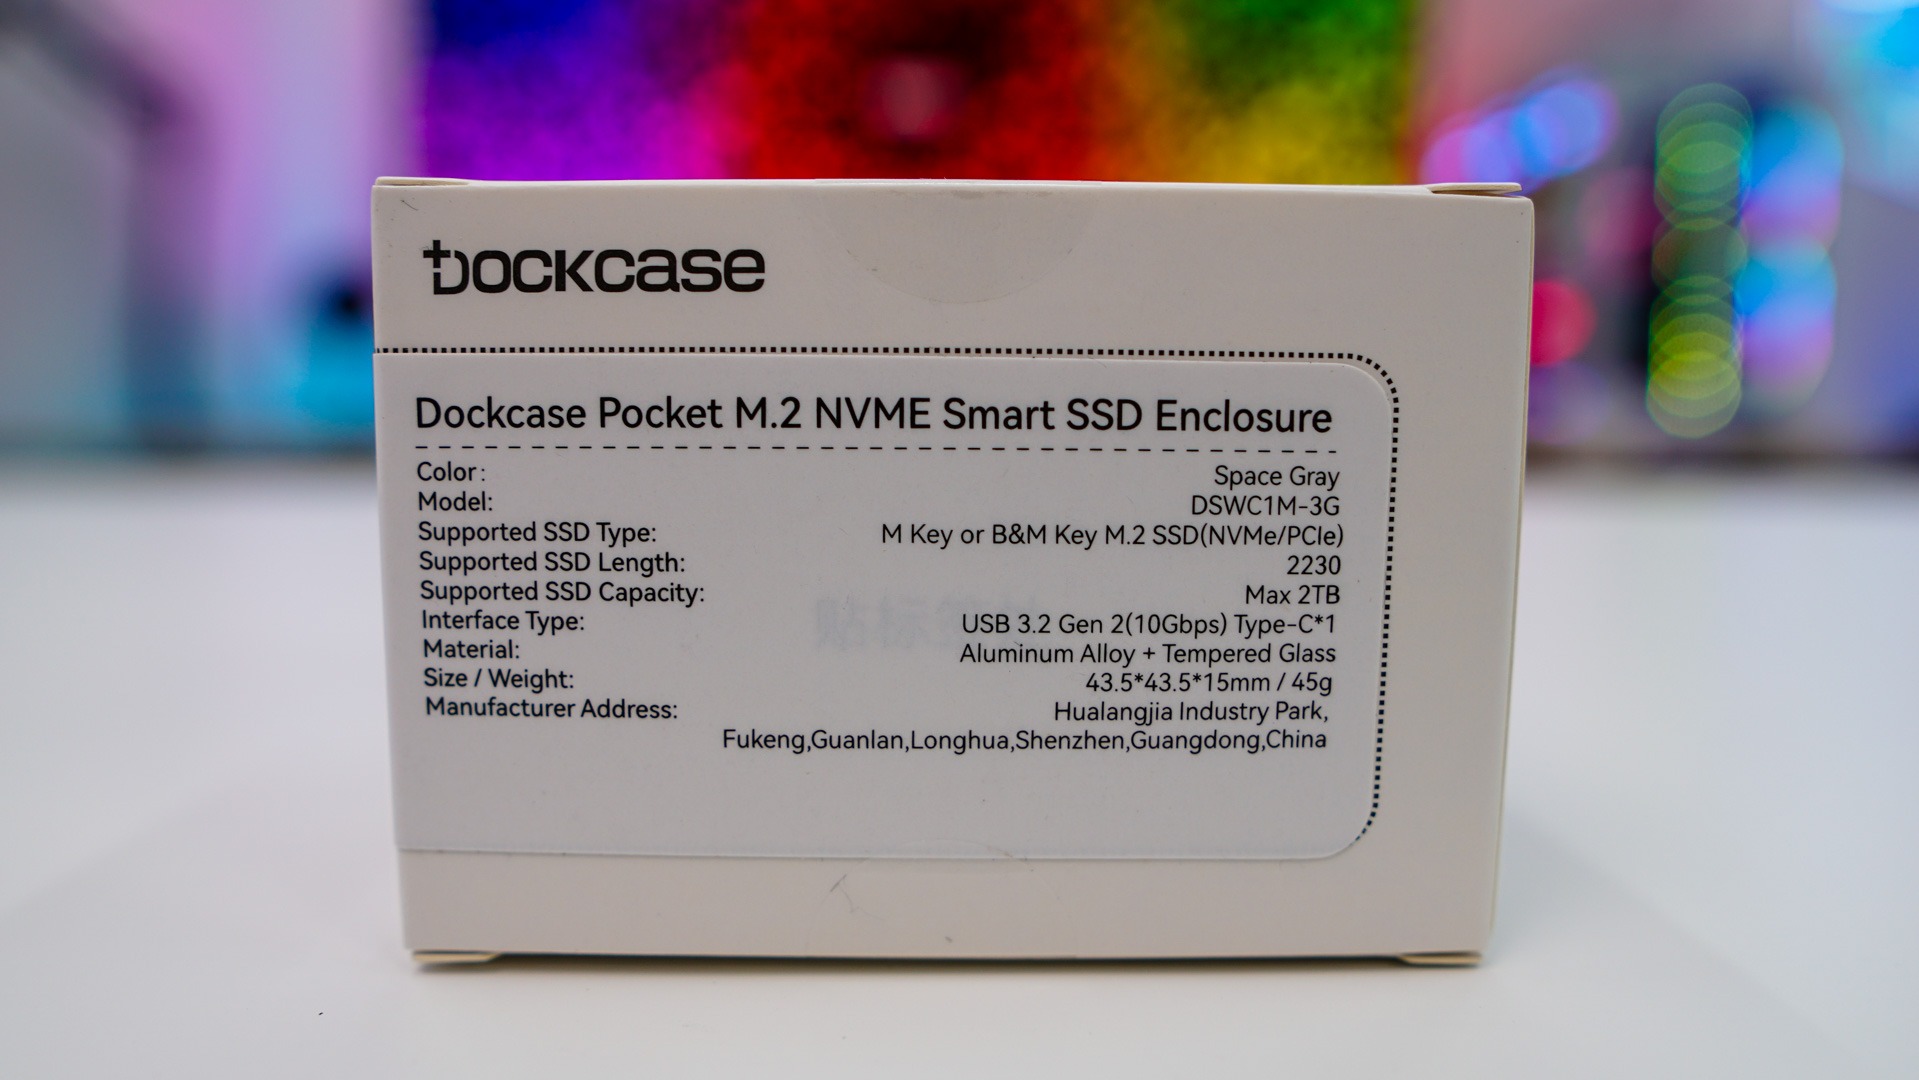 Dockcase
Dockcase Pocket M.2 NVME Smart SSD Enclosure
Color: Space Gray
Model: DSWC1M-3G
Supported SSD Type: M Key or B&M Key M.2 SSD(NVMe/PCIe)
Supported SSD Length: 2230
Supported SSD Capacity: Max 2TB
Interface Type: USB 3.2 Gen 2(10Gbps) Type-C*1
Material: Aluminum Alloy + Tempered Glass
Size / Weight: 43.5*43.5*15mm / 45g
Manufacturer Address: Hualangjia Industry Park,
Fukeng,Guanlan,Longhua,Shenzhen,Guangdong,China